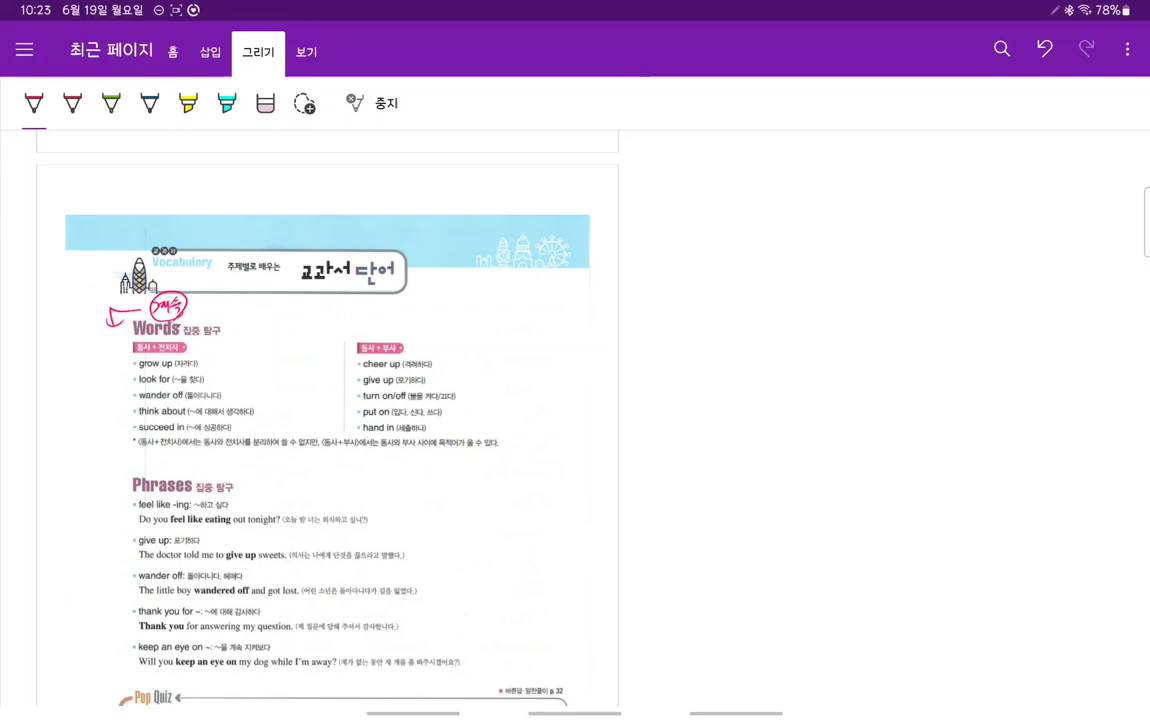 10:23 6월 19일 월요일 78%
최근 페이지 홈 삽입 그리기 보기
중지
교과서
Vocabulary 주제별로 배우는 교과서 단어
계속
Words 집중 탐구
동사 + 전치사
• grow up (자라다)
• look for (~을 찾다)
• wander off (돌아다니다)
• think about (~에 대해서 생각하다)
• succeed in (~에 성공하다)
동사 + 부사
• cheer up (격려하다)
• give up (포기하다)
• turn on/off (불을 켜다/끄다)
• put on (입다, 신다, 쓰다)
• hand in (제출하다)
* 〈동사+전치사〉에서는 동사와 전치사를 분리하여 쓸 수 없지만, 〈동사+부사〉에서는 동사와 부사 사이에 목적어가 올 수 있다.
Phrases 집중 탐구
• feel like -ing: ~하고 싶다
Do you feel like eating out tonight? (오늘 밤 너는 외식하고 싶니?)
• give up: 포기하다
The doctor told me to give up sweets. (의사는 나에게 단것을 끊으라고 말했다.)
• wander off: 돌아다니다, 헤매다
The little boy wandered off and got lost. (어린 소년은 돌아다니다가 길을 잃었다.)
• thank you for ~: ~에 대해 감사하다
Thank you for answering my question. (제 질문에 답해 주셔서 감사합니다.)
• keep an eye on ~: ~을 계속 지켜보다
Will you keep an eye on my dog while I'm away? (제가 없는 동안 제 개를 좀 봐주시겠어요?)
★ 바른답·알찬풀이 p. 32
Pop Quiz